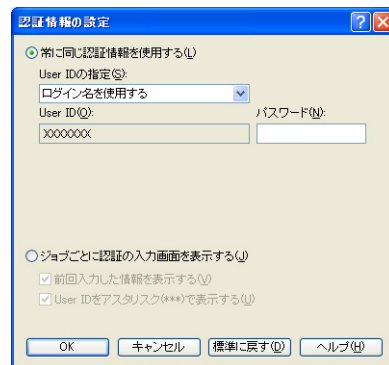 認証情報の設定
常に同じ認証情報を使用する(L)
User IDの指定(S):
ログイン名を使用する
User ID(O): パスワード(N):
XXXXXXX
ジョブごとに認証の入力画面を表示する(J)
前回入力した情報を表示する(V)
User IDをアスタリスク(***)で表示する(U)
OK キャンセル 標準に戻す(D) ヘルプ(H)